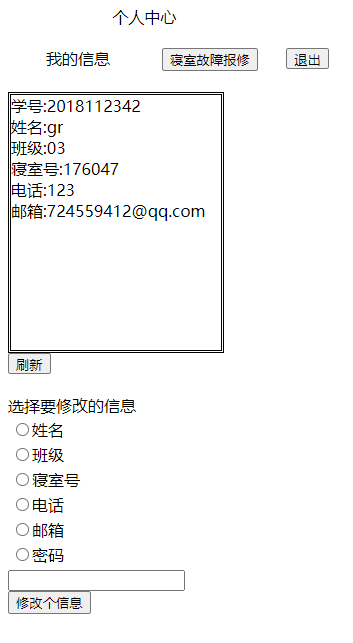 个人中心
我的信息 寝室故障报修 退出
学号:2018112342
姓名:gr
班级:03
寝室号:176047
电话:123
邮箱:724559412@qq.com
刷新
选择要修改的信息
姓名
班级
寝室号
电话
邮箱
密码
修改个信息